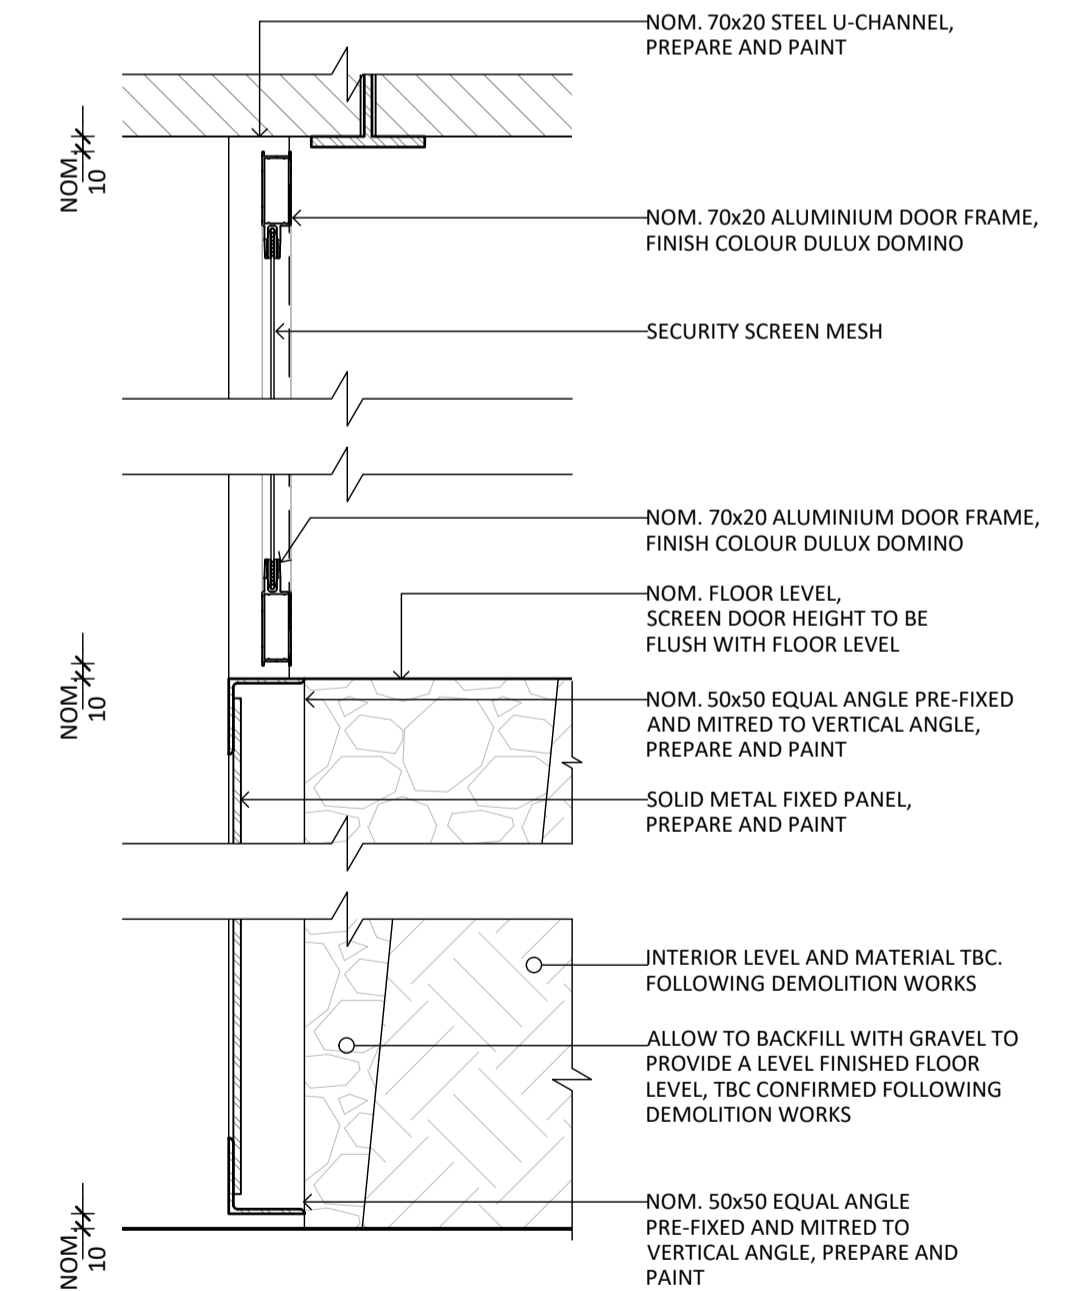 NOM. 70x20 STEEL U-CHANNEL,
PREPARE AND PAINT
NOM.
10
NOM. 70x20 ALUMINIUM DOOR FRAME,
FINISH COLOUR DULUX DOMINO
SECURITY SCREEN MESH
NOM. 70x20 ALUMINIUM DOOR FRAME,
FINISH COLOUR DULUX DOMINO
NOM. FLOOR LEVEL,
SCREEN DOOR HEIGHT TO BE
FLUSH WITH FLOOR LEVEL
NOM.
10
NOM. 50x50 EQUAL ANGLE PRE-FIXED
AND MITRED TO VERTICAL ANGLE,
PREPARE AND PAINT
SOLID METAL FIXED PANEL,
PREPARE AND PAINT
INTERIOR LEVEL AND MATERIAL TBC.
FOLLOWING DEMOLITION WORKS
ALLOW TO BACKFILL WITH GRAVEL TO
PROVIDE A LEVEL FINISHED FLOOR
LEVEL, TBC CONFIRMED FOLLOWING
DEMOLITION WORKS
NOM. 50x50 EQUAL ANGLE
PRE-FIXED AND MITRED TO
VERTICAL ANGLE, PREPARE AND
PAINT
NOM.
10